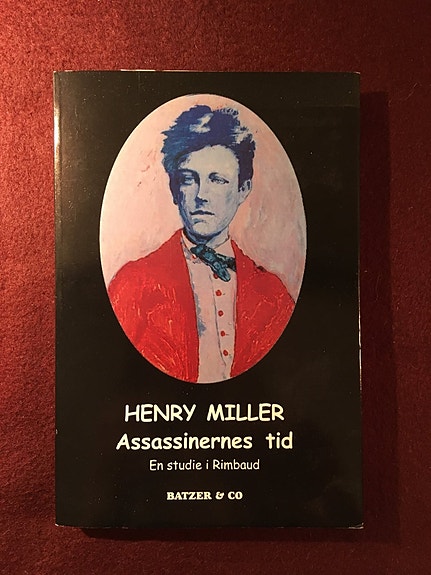 HENRY MILLER
Assassinernes tid
En studie i Rimbaud
BATZER & CO